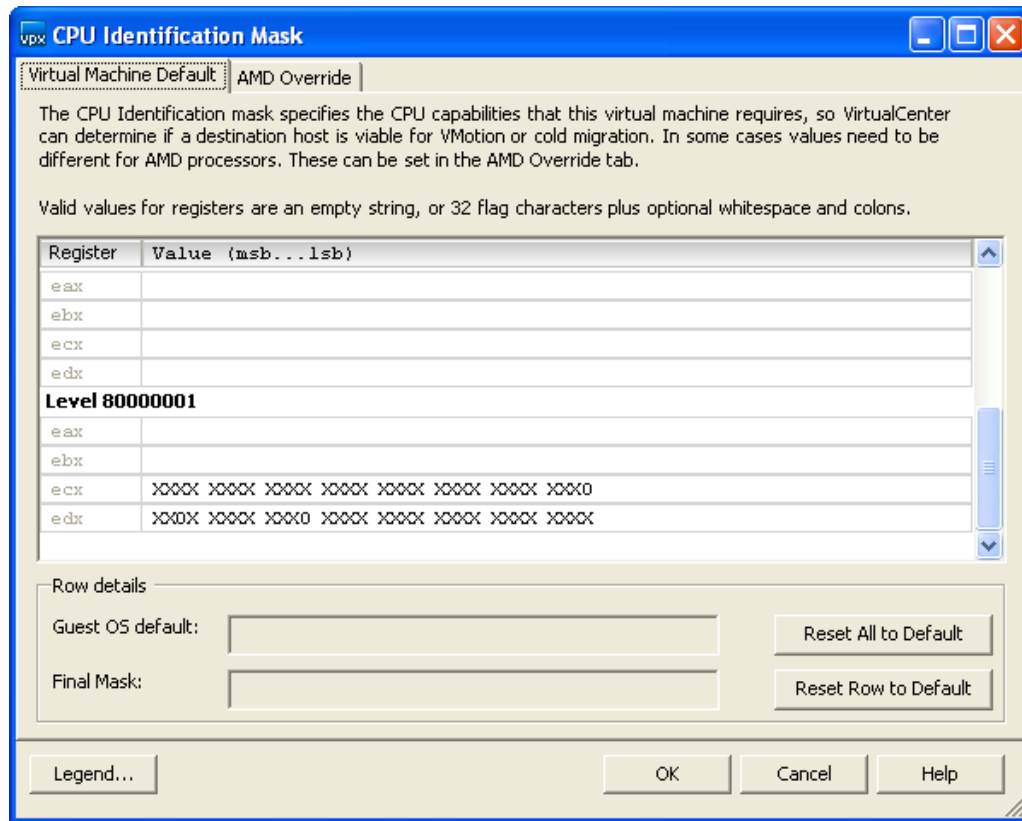 vpx CPU Identification Mask
Virtual Machine Default AMD Override
The CPU Identification mask specifies the CPU capabilities that this virtual machine requires, so VirtualCenter
can determine if a destination host is viable for VMotion or cold migration. In some cases values need to be
different for AMD processors. These can be set in the AMD Override tab.
Valid values for registers are an empty string, or 32 flag characters plus optional whitespace and colons.
Register Value (msb...lsb)
eax
ebx
ecx
edx
Level 80000001
eax
ebx
ecx XXXX XXXX XXXX XXXX XXXX XXXX XXXX XXX0
edx XX0X XXXX XXX0 XXXX XXXX XXXX XXXX XXXX
Row details
Guest OS default:
Reset All to Default
Final Mask:
Reset Row to Default
Legend... OK Cancel Help